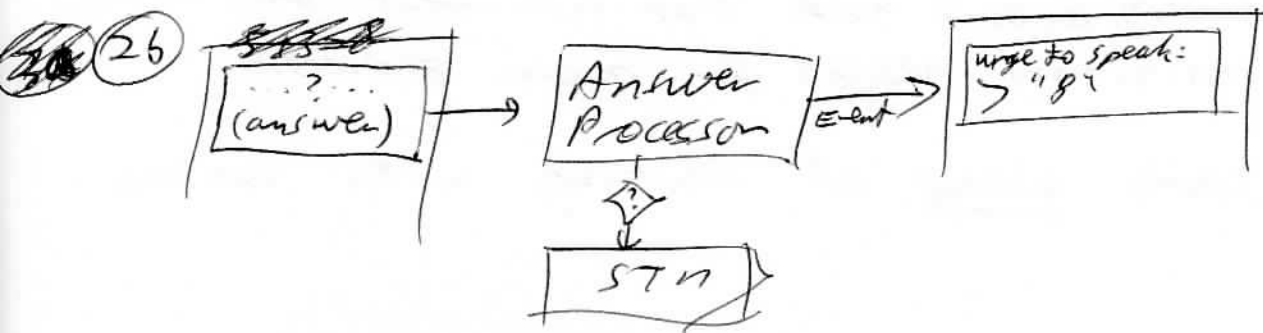 26
...?...
(answer)
Answer
Processor
Event
urge to speak:
> "8"
?
STM